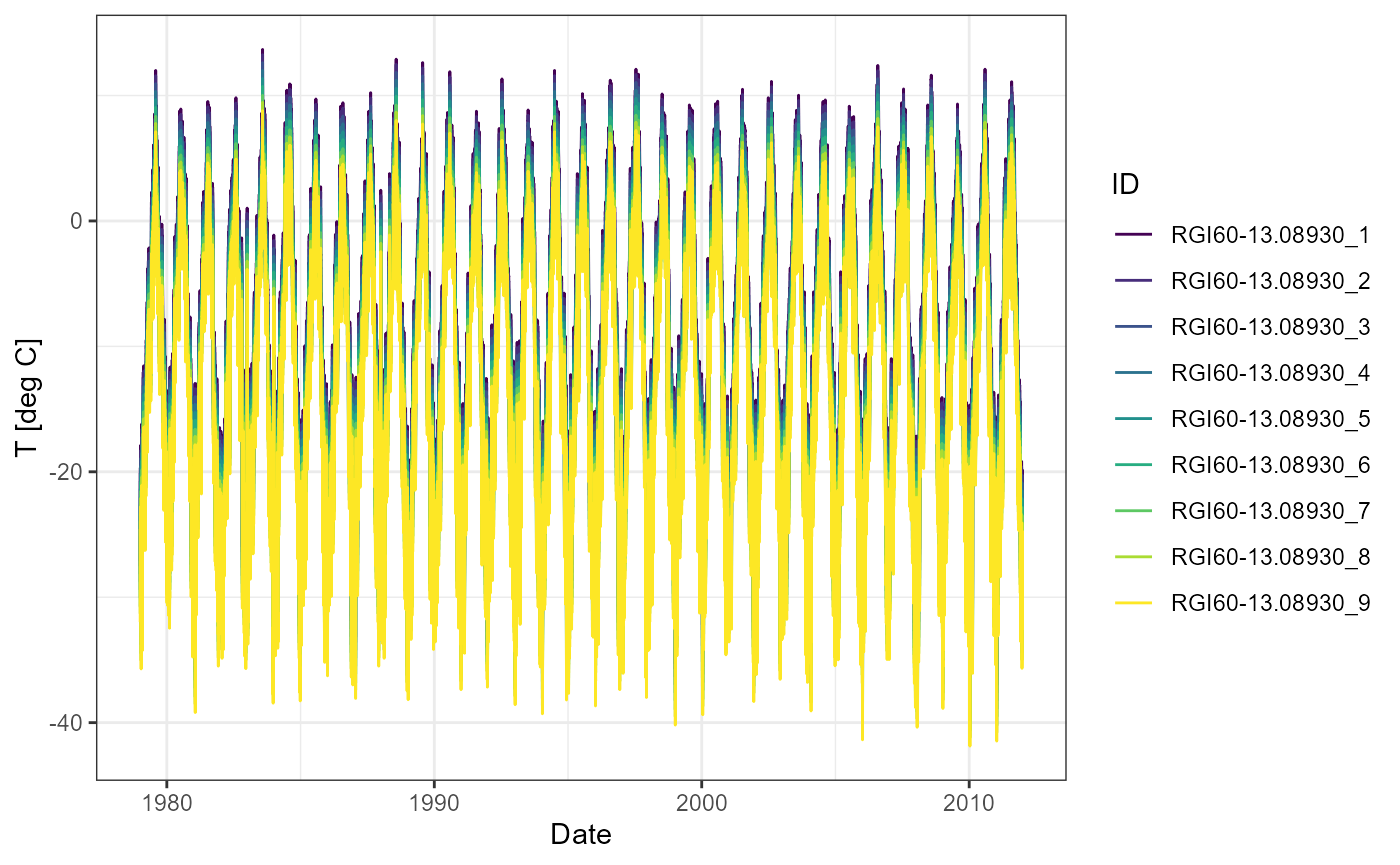 0
-20
-40
T [deg C]
1980
1990
2000
2010
Date
ID
RGI60-13.08930_1
RGI60-13.08930_2
RGI60-13.08930_3
RGI60-13.08930_4
RGI60-13.08930_5
RGI60-13.08930_6
RGI60-13.08930_7
RGI60-13.08930_8
RGI60-13.08930_9